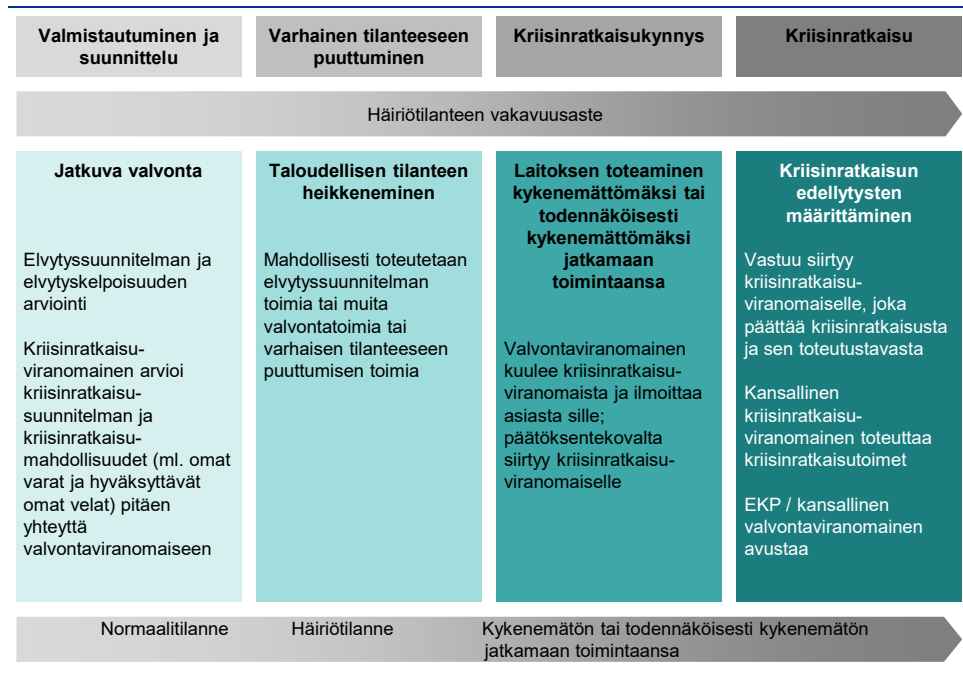 Valmistautuminen ja
suunnittelu
Varhainen tilanteeseen
puuttuminen
Kriisinratkaisukynnys
Kriisinratkaisu
Häiriötilanteen vakavuusaste
Jatkuva valvonta
Elvytyssuunnitelman ja
elvytyskelpoisuuden
arviointi
Kriisinratkaisu-
viranomainen arvioi
kriisinratkaisu-
suunnitelman ja
kriisinratkaisu-
mahdollisuudet (ml. omat
varat ja hyväksyttävät
omat velat) pitäen
yhteyttä
valvontaviranomaiseen
Taloudellisen tilanteen
heikkeneminen
Mahdollisesti toteutetaan
elvytyssuunnitelman
toimia tai muita
valvontatoimia tai
varhaisen tilanteeseen
puuttumisen toimia
Laitoksen toteaminen
kykenemättömäksi tai
todennäköisesti
kykenemättömäksi
jatkamaan
toimintaansa
Valvontaviranomainen
kuulee kriisinratkaisu-
viranomaista ja ilmoittaa
asiasta sille;
päätöksentekovalta
siirtyy kriisinratkaisu-
viranomaiselle
Kriisinratkaisun
edellytysten
määrittäminen
Vastuu siirtyy
kriisinratkaisu-
viranomaiselle, joka
päättää kriisinratkaisusta
ja sen toteutustavasta
Kansallinen
kriisinratkaisu-
viranomainen toteuttaa
kriisinratkaisutoimet
EKP / kansallinen
valvontaviranomainen
avustaa
Normaalitilanne
Häiriötilanne
Kykenemätön tai todennäköisesti kykenemätön
jatkamaan toimintaansa